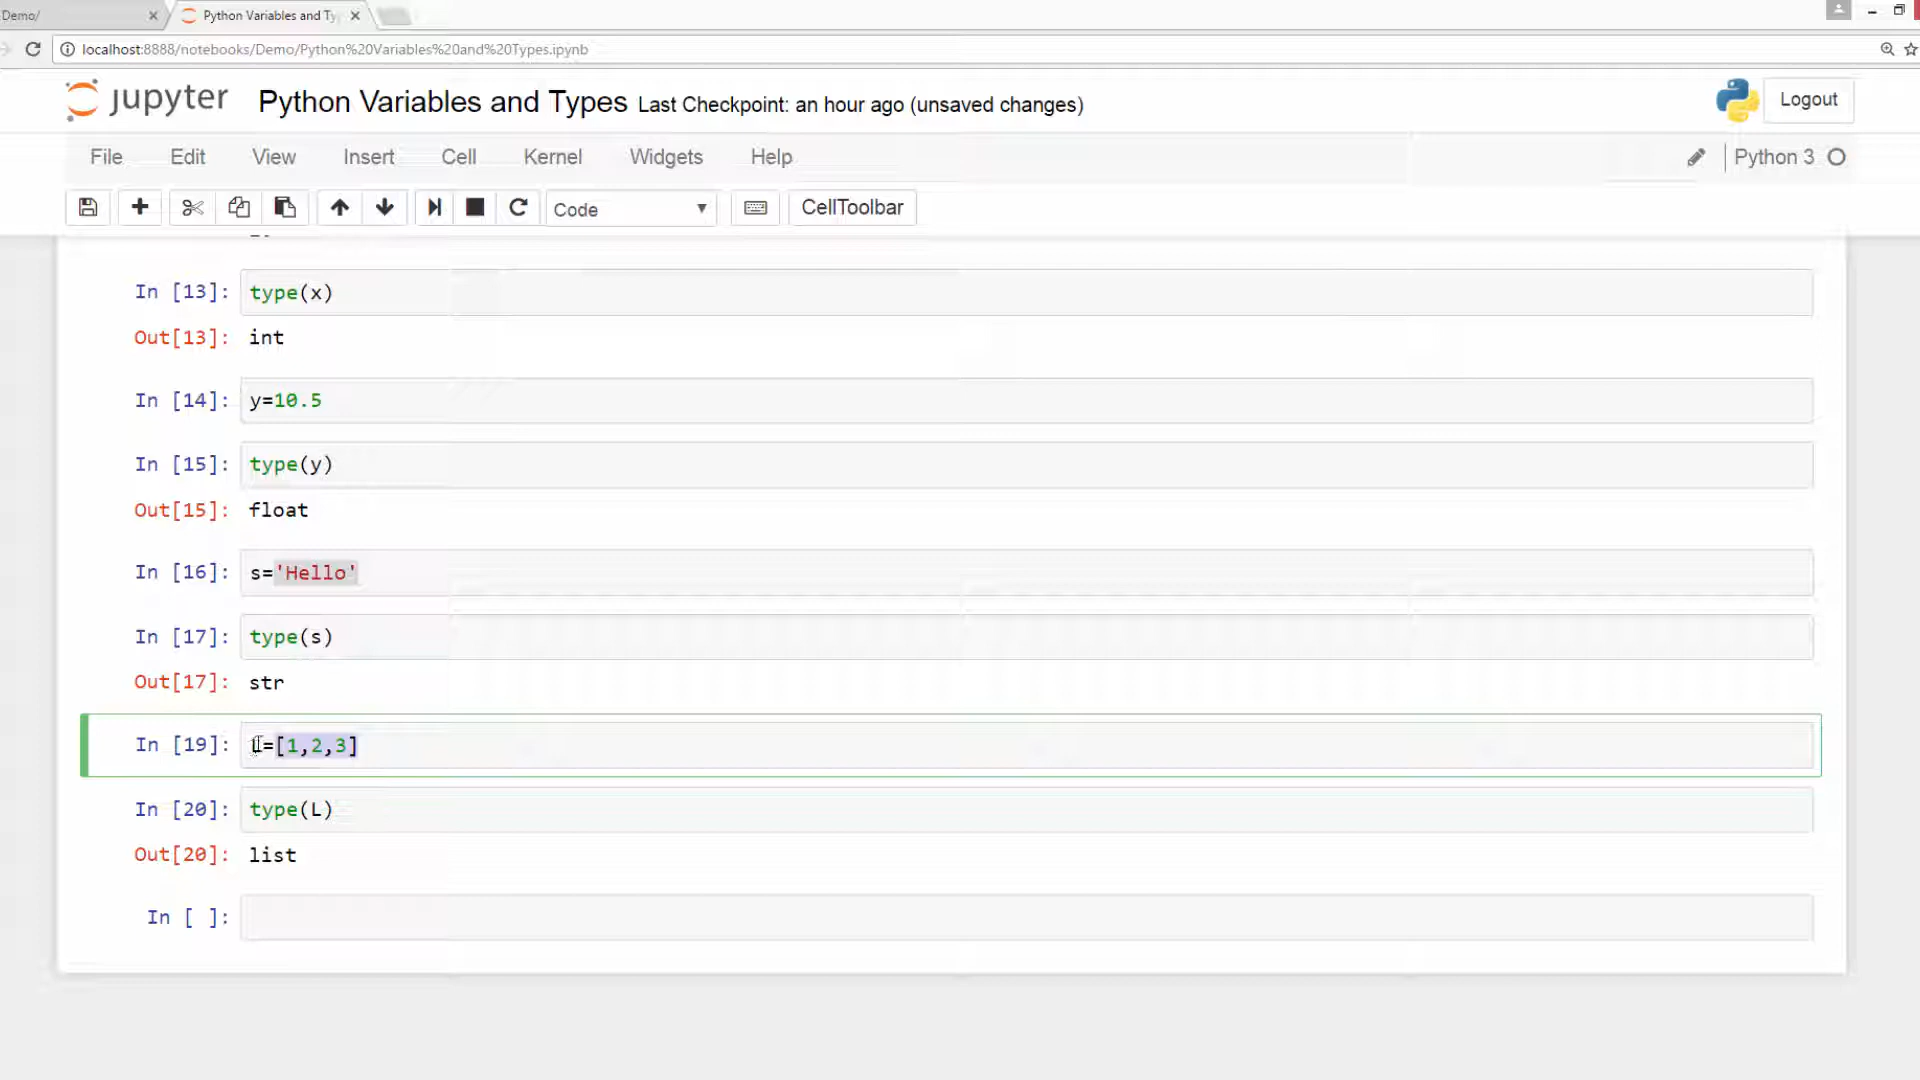 Demo/
Python Variables and Ty
localhost:8888/notebooks/Demo/Python%20Variables%20and%20Types.ipynb
jupyter Python Variables and Types Last Checkpoint: an hour ago (unsaved changes)
Logout
File Edit View Insert Cell Kernel Widgets Help
Python 3
Code
CellToolbar
In [13]: type(x)
Out[13]: int
In [14]: y=10.5
In [15]: type(y)
Out[15]: float
In [16]: s='Hello'
In [17]: type(s)
Out[17]: str
In [19]: L=[1,2,3]
In [20]: type(L)
Out[20]: list
In [ ]: